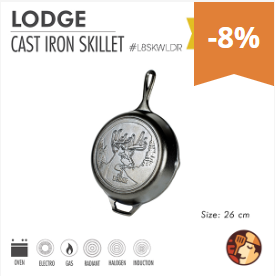 LODGE
-8%
CAST IRON SKILLET #L8SKWLDR
Size: 26 cm
OVEN ELECTRO GAS RADIANT HALOGEN INDUCTION